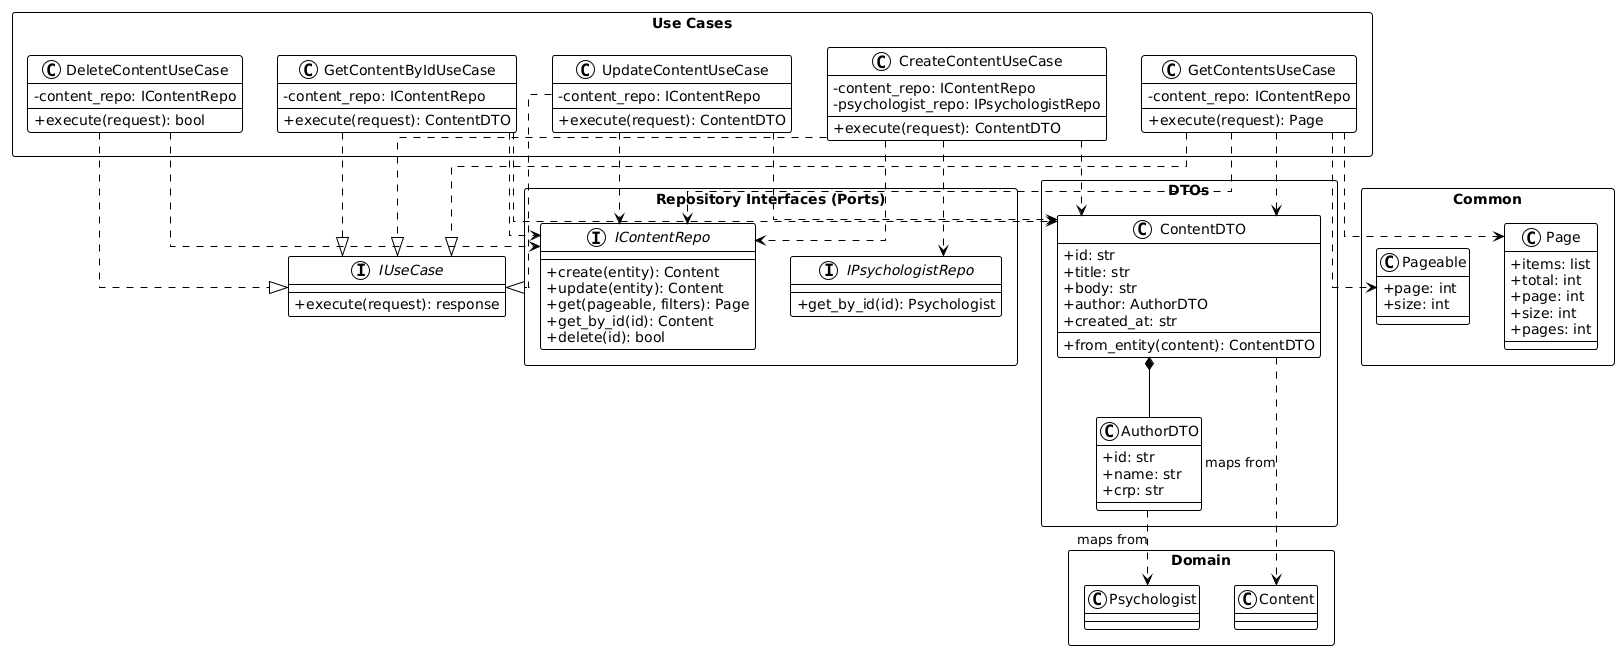 Use Cases
C DeleteContentUseCase
-content_repo: IContentRepo
+execute(request): bool
C GetContentByIdUseCase
-content_repo: IContentRepo
+execute(request): ContentDTO
C UpdateContentUseCase
-content_repo: IContentRepo
+execute(request): ContentDTO
C CreateContentUseCase
-content_repo: IContentRepo
-psychologist_repo: IPsychologistRepo
+execute(request): ContentDTO
C GetContentsUseCase
-content_repo: IContentRepo
+execute(request): Page
I IUseCase
+execute(request): response
Repository Interfaces (Ports)
I IContentRepo
+create(entity): Content
+update(entity): Content
+get(pageable, filters): Page
+get_by_id(id): Content
+delete(id): bool
I IPsychologistRepo
+get_by_id(id): Psychologist
DTOs
C ContentDTO
+id: str
+title: str
+body: str
+author: AuthorDTO
+created_at: str
+from_entity(content): ContentDTO
C AuthorDTO
+id: str
+name: str
+crp: str
maps from
maps from
Common
C Pageable
+page: int
+size: int
C Page
+items: list
+total: int
+page: int
+size: int
+pages: int
Domain
C Psychologist
C Content